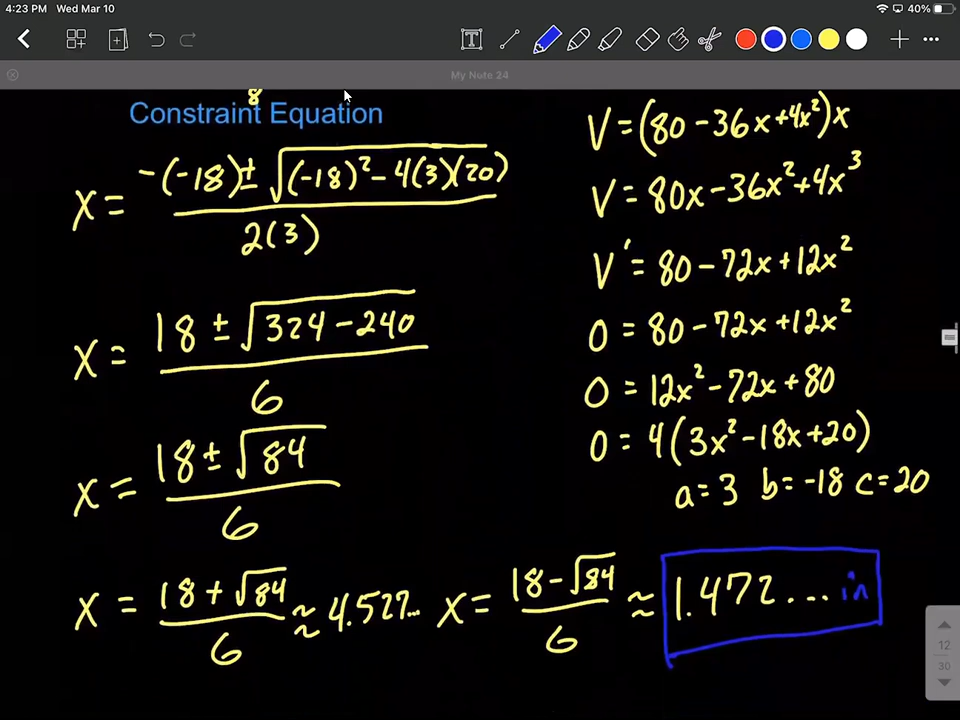 4:23 PM Wed Mar 10
40%
My Note 24
8
Constraint Equation
x = -(-18) ± √((-18)² - 4(3)(20)) / 2(3)
x = 18 ± √(324 - 240) / 6
x = 18 ± √84 / 6
x = 18 + √84 / 6 ≈ 4.527...
x = 18 - √84 / 6 ≈ 1.472... in
V = (80 - 36x + 4x²)x
V = 80x - 36x² + 4x³
V' = 80 - 72x + 12x²
0 = 80 - 72x + 12x²
0 = 12x² - 72x + 80
0 = 4(3x² - 18x + 20)
a = 3 b = -18 c = 20
12
30